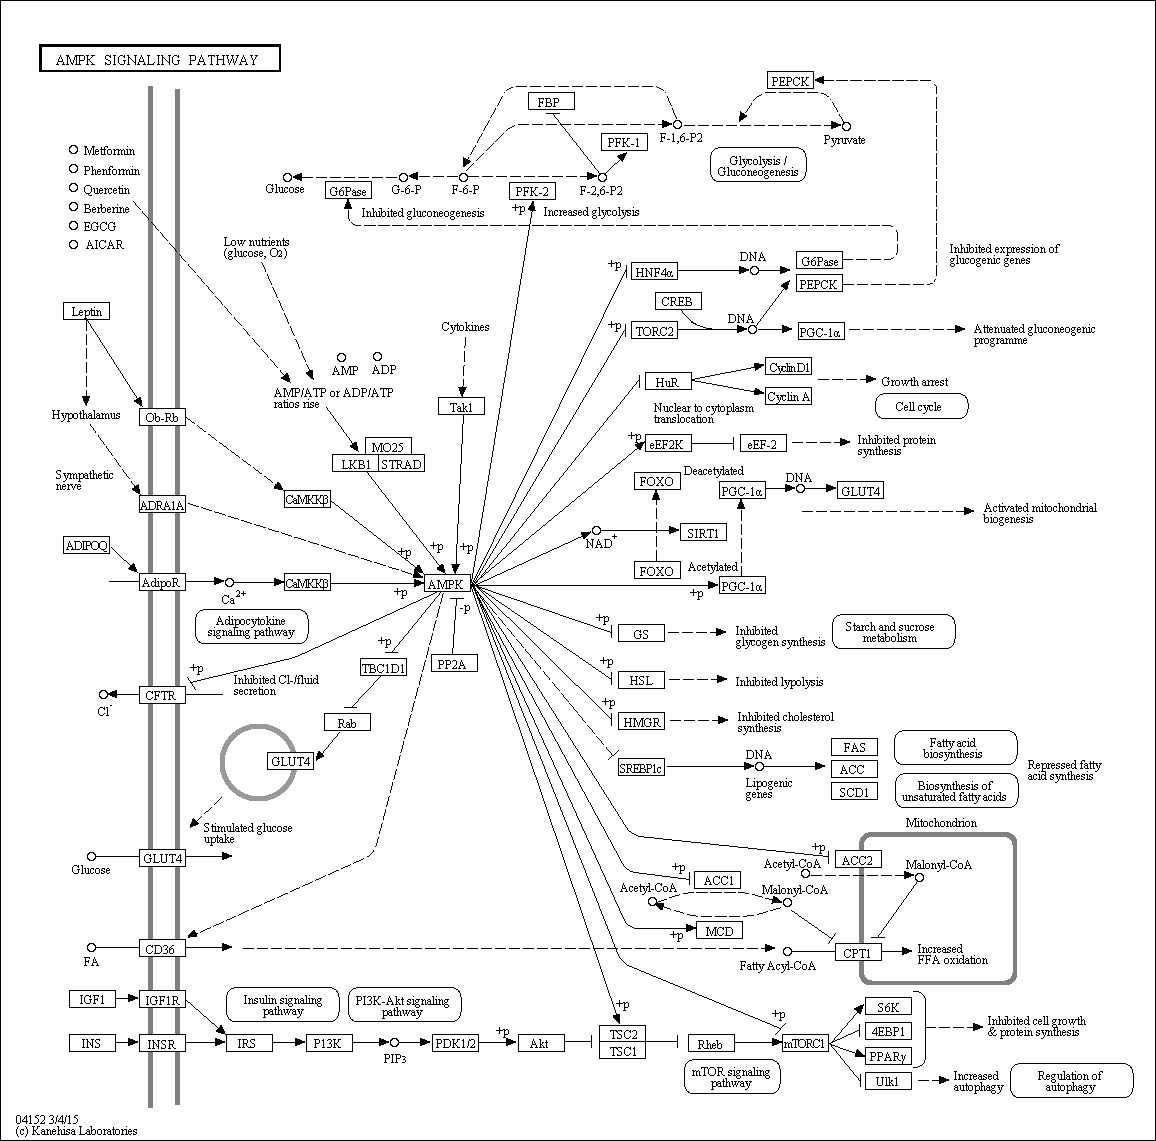 AMPK SIGNALING PATHWAY
Metformin
Phenformin
Quercetin
Berberine
EGCG
AICAR
PEPCK
FBP
F-1,6-P2
Pyruvate
PFK-1
Glycolysis /
Gluconeogenesis
Glucose
G6Pase
G-6-P
F-6-P
PFK-2
F-2,6-P2
+p
Inhibited gluconeogenesis
Increased glycolysis
Low nutrients
(glucose, O2)
Inhibited expression of
glucogenic genes
+p
HNF4α
DNA
G6Pase
PEPCK
Leptin
Cytokines
CREB
+p
TORC2
DNA
PGC-1α
Attenuated gluconeogenic
programme
AMP
ADP
AMP/ATP or ADP/ATP
ratios rise
HuR
CyclinD1
Cyclin A
Growth arrest
Cell cycle
Nuclear to cytoplasm
translocation
Hypothalamus
Ob-Rb
Tak1
MO25
LKB1
STRAD
+p
eEF2K
eEF-2
Inhibited protein
synthesis
Sympathetic
nerve
ADRA1A
CaMKKβ
FOXO
Deacetylated
PGC-1α
DNA
GLUT4
Activated mitochondrial
biogenesis
NAD+
SIRT1
ADIPOQ
AdipoR
Ca2+
CaMKKβ
+p
+p
+p
+p
AMPK
-p
FOXO
Acetylated
PGC-1α
+p
Adipocytokine
signaling pathway
+p
TBC1D1
PP2A
+p
GS
Inhibited
glycogen synthesis
Starch and sucrose
metabolism
+p
CFTR
Cl-
Inhibited Cl-/fluid
secretion
+p
HSL
Inhibited lypolysis
Rab
+p
HMGR
Inhibited cholesterol
synthesis
GLUT4
SREBP1c
DNA
Lipogenic
genes
FAS
ACC
SCD1
Fatty acid
biosynthesis
Biosynthesis of
unsaturated fatty acids
Repressed fatty
acid synthesis
Stimulated glucose
uptake
Glucose
GLUT4
Mitochondrion
+p
ACC2
Acetyl-CoA
Malonyl-CoA
+p
ACC1
Acetyl-CoA
Malonyl-CoA
+p
MCD
FA
CD36
Fatty Acyl-CoA
CPT1
Increased
FFA oxidation
IGF1
IGF1R
Insulin signaling
pathway
PI3K-Akt signaling
pathway
+p
+p
INS
INSR
IRS
P13K
PIP3
PDK1/2
+p
Akt
TSC2
TSC1
Rheb
mTORC1
S6K
4EBP1
PPARγ
Ulk1
Inhibited cell growth
& protein synthesis
mTOR signaling
pathway
Increased
autophagy
Regulation of
autophagy
04152 3/4/15
(c) Kanehisa Laboratories